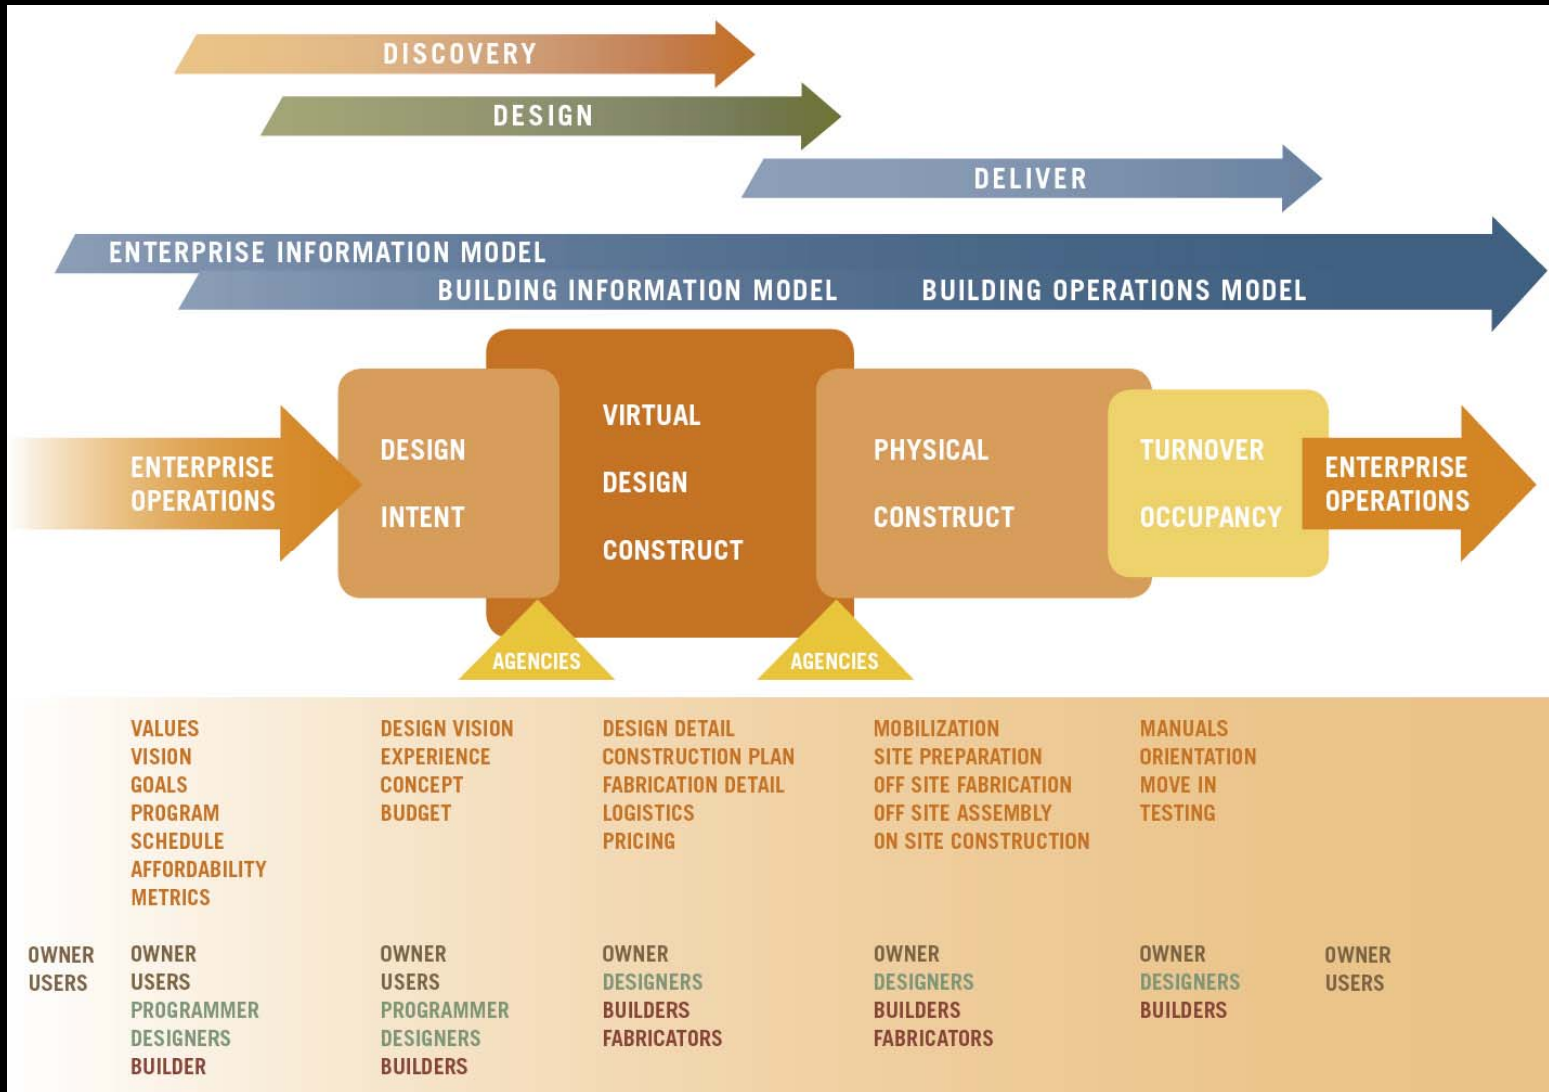 DISCOVERY
DESIGN
DELIVER
ENTERPRISE INFORMATION MODEL
BUILDING INFORMATION MODEL
BUILDING OPERATIONS MODEL
ENTERPRISE
OPERATIONS
DESIGN
INTENT
VIRTUAL
DESIGN
CONSTRUCT
PHYSICAL
CONSTRUCT
TURNOVER
OCCUPANCY
ENTERPRISE
OPERATIONS
AGENCIES
AGENCIES
VALUES
VISION
GOALS
PROGRAM
SCHEDULE
AFFORDABILITY
METRICS
DESIGN VISION
EXPERIENCE
CONCEPT
BUDGET
DESIGN DETAIL
CONSTRUCTION PLAN
FABRICATION DETAIL
LOGISTICS
PRICING
MOBILIZATION
SITE PREPARATION
OFF SITE FABRICATION
OFF SITE ASSEMBLY
ON SITE CONSTRUCTION
MANUALS
ORIENTATION
MOVE IN
TESTING
OWNER
USERS
OWNER
USERS
PROGRAMMER
DESIGNERS
BUILDER
OWNER
USERS
PROGRAMMER
DESIGNERS
BUILDERS
OWNER
DESIGNERS
BUILDERS
FABRICATORS
OWNER
DESIGNERS
BUILDERS
FABRICATORS
OWNER
DESIGNERS
BUILDERS
OWNER
USERS